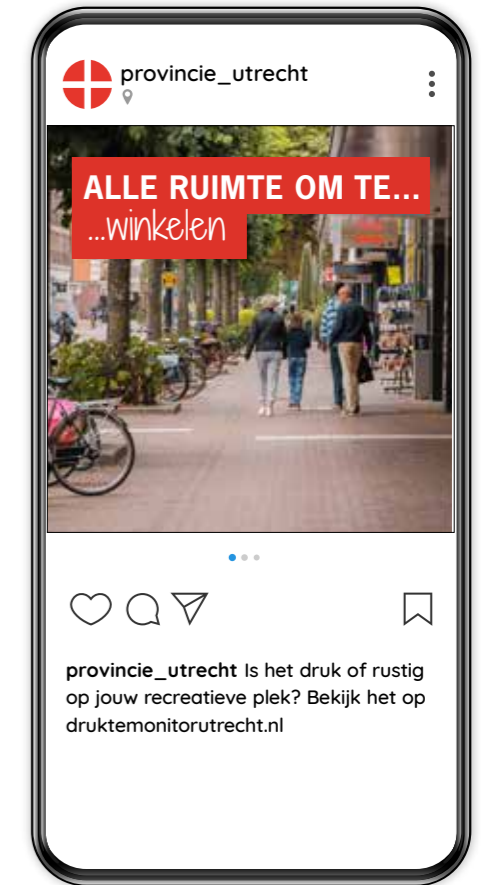 provincie_utrecht
ALLE RUIMTE OM TE...
...winkelen
provincie_utrecht Is het druk of rustig
op jouw recreatieve plek? Bekijk het op
druktemonitorutrecht.nl